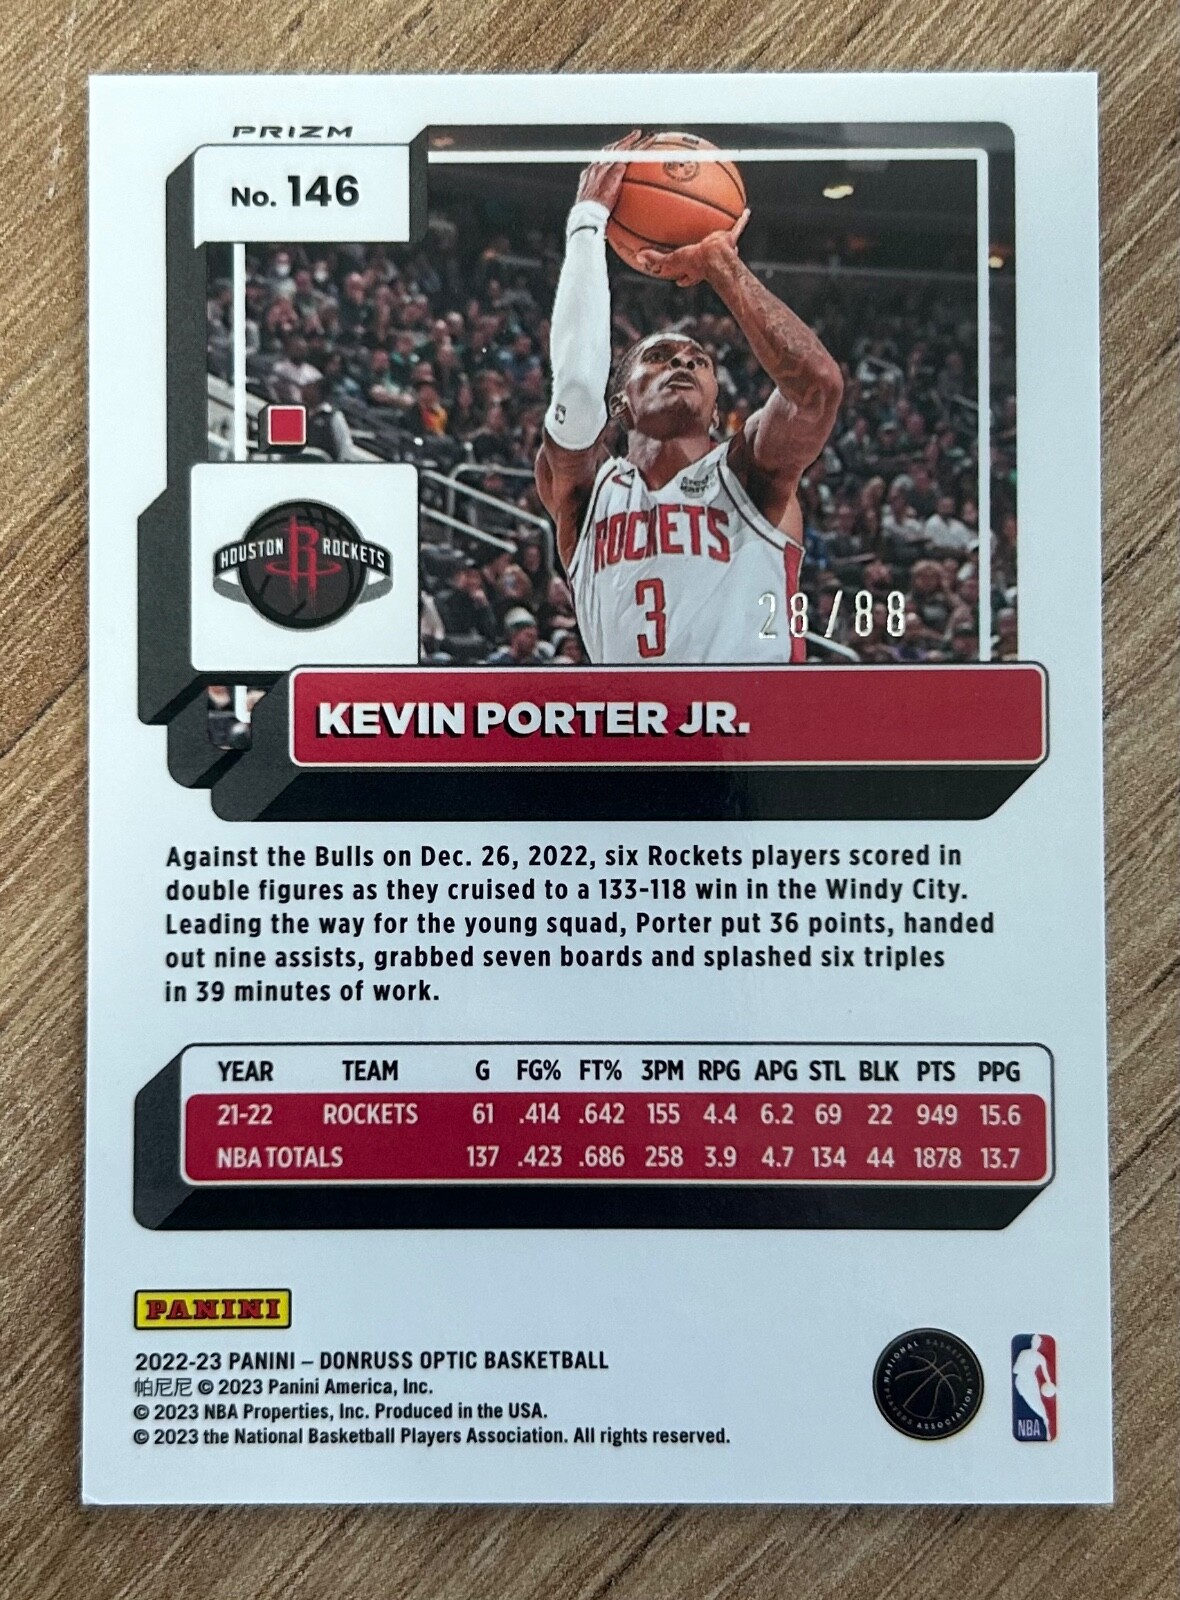 PRIZM
No. 146
HOUSTON ROCKETS
ROCKETS
3
28/88
KEVIN PORTER JR.
Against the Bulls on Dec. 26, 2022, six Rockets players scored in
double figures as they cruised to a 133-118 win in the Windy City.
Leading the way for the young squad, Porter put 36 points, handed
out nine assists, grabbed seven boards and splashed six triples
in 39 minutes of work.
YEAR TEAM G FG% FT% 3PM RPG APG STL BLK PTS PPG
21-22 ROCKETS 61 .414 .642 155 4.4 6.2 69 22 949 15.6
NBA TOTALS 137 .423 .686 258 3.9 4.7 134 44 1878 13.7
PANINI
2022-23 PANINI – DONRUSS OPTIC BASKETBALL
帕尼尼 © 2023 Panini America, Inc.
© 2023 NBA Properties, Inc. Produced in the USA.
© 2023 the National Basketball Players Association. All rights reserved.
NATIONAL BASKETBALL PLAYERS ASSOCIATION
NBA